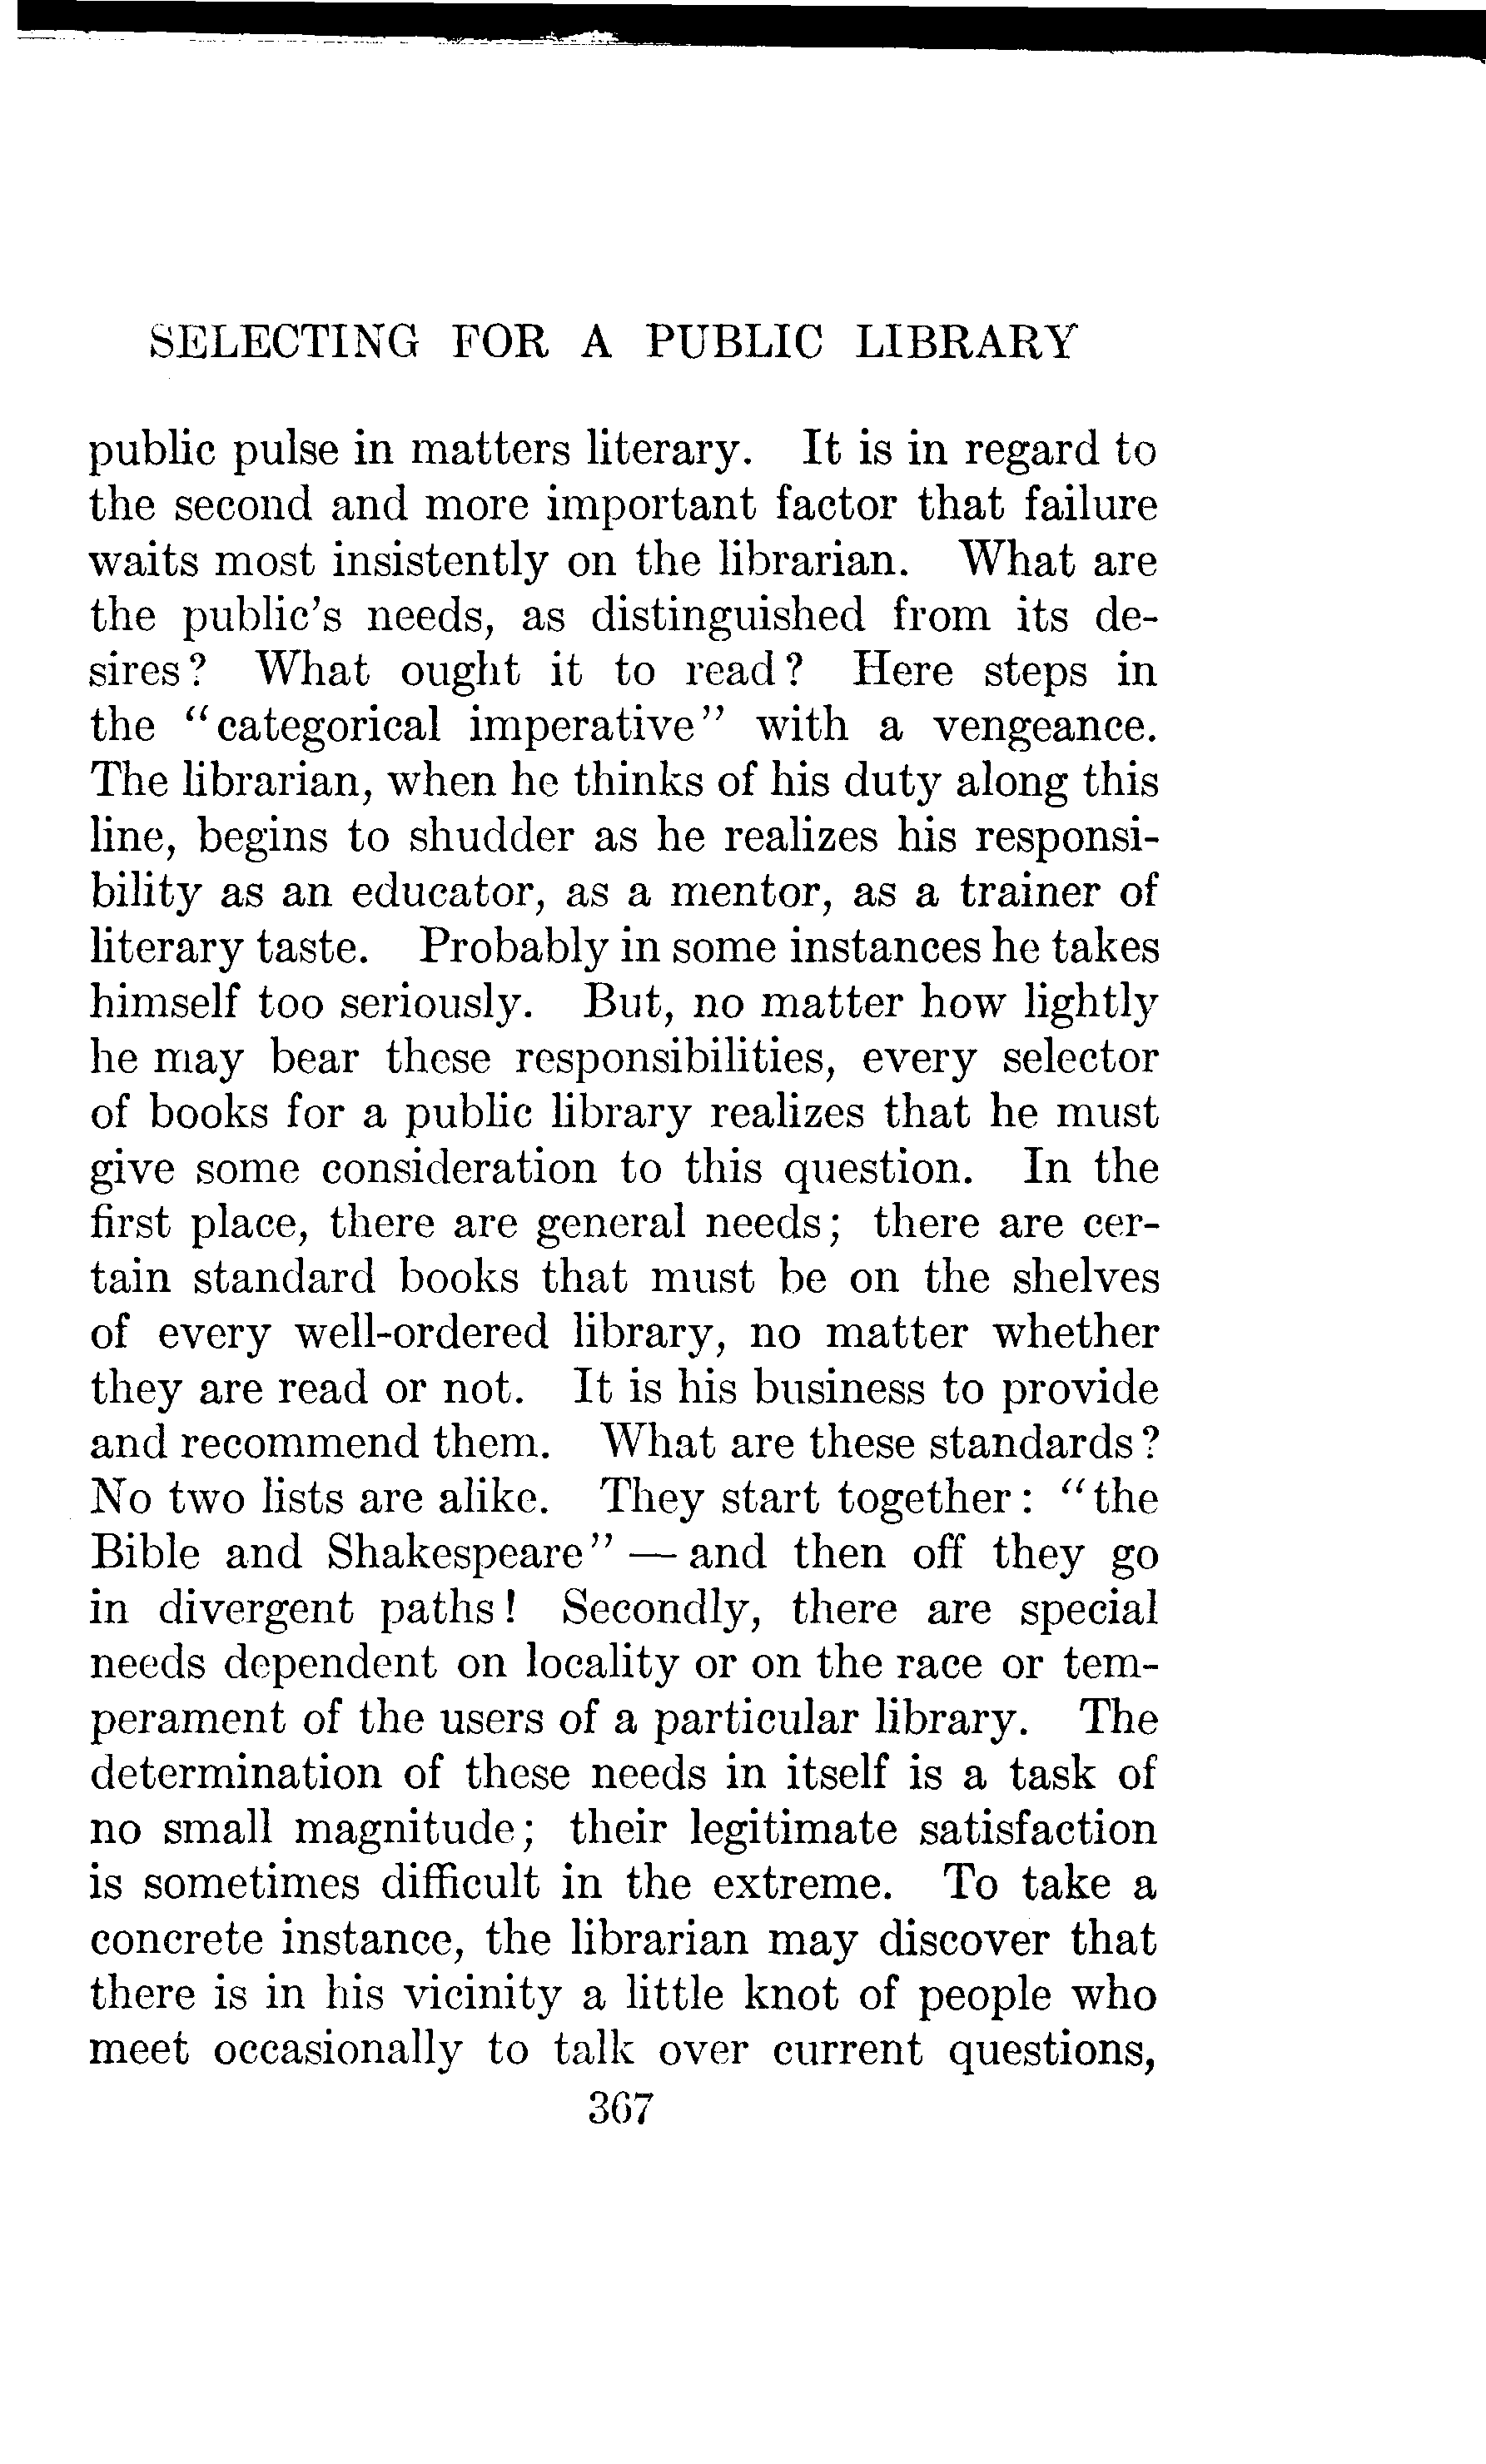 SELECTING FOR A PUBLIC LIBRARY
public pulse in matters literary. It is in regard to
the second and more important factor that failure
waits most insistently on the librarian. What are
the public's needs, as distinguished from its de-
sires? What ought it to read? Here steps in
the "categorical imperative" with a vengeance.
The librarian, when he thinks of his duty along this
line, begins to shudder as he realizes his responsi-
bility as an educator, as a mentor, as a trainer of
literary taste. Probably in some instances he takes
himself too seriously. But, no matter how lightly
he may bear these responsibilities, every selector
of books for a public library realizes that he must
give some consideration to this question. In the
first place, there are general needs; there are cer-
tain standard books that must be on the shelves
of every well-ordered library, no matter whether
they are read or not. It is his business to provide
and recommend them. What are these standards?
No two lists are alike. They start together: "the
Bible and Shakespeare" — and then off they go
in divergent paths! Secondly, there are special
needs dependent on locality or on the race or tem-
perament of the users of a particular library. The
determination of these needs in itself is a task of
no small magnitude; their legitimate satisfaction
is sometimes difficult in the extreme. To take a
concrete instance, the librarian may discover that
there is in his vicinity a little knot of people who
meet occasionally to talk over current questions,
367